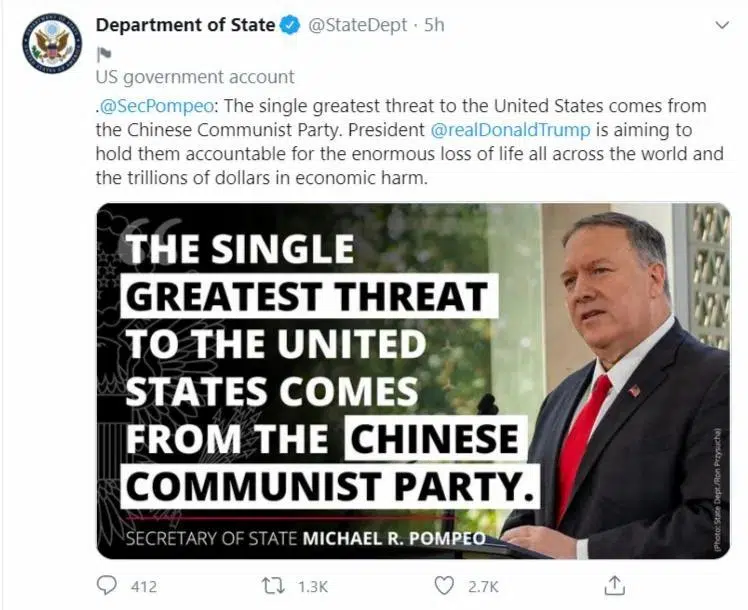 Department of State @StateDept · 5h
US government account
.@SecPompeo: The single greatest threat to the United States comes from
the Chinese Communist Party. President @realDonaldTrump is aiming to
hold them accountable for the enormous loss of life all across the world and
the trillions of dollars in economic harm.
THE SINGLE
GREATEST THREAT
TO THE UNITED
STATES COMES
FROM THE CHINESE
COMMUNIST PARTY.
SECRETARY OF STATE MICHAEL R. POMPEO
(Photo: State Dept./Ron Przysucha)
412 1.3K 2.7K